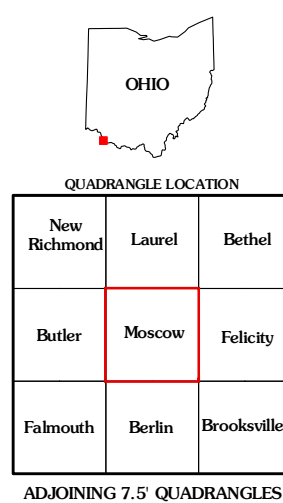 OHIO
QUADRANGLE LOCATION
New
Richmond
Laurel
Bethel
Butler
Moscow
Felicity
Falmouth
Berlin
Brooksville
ADJOINING 7.5' QUADRANGLES